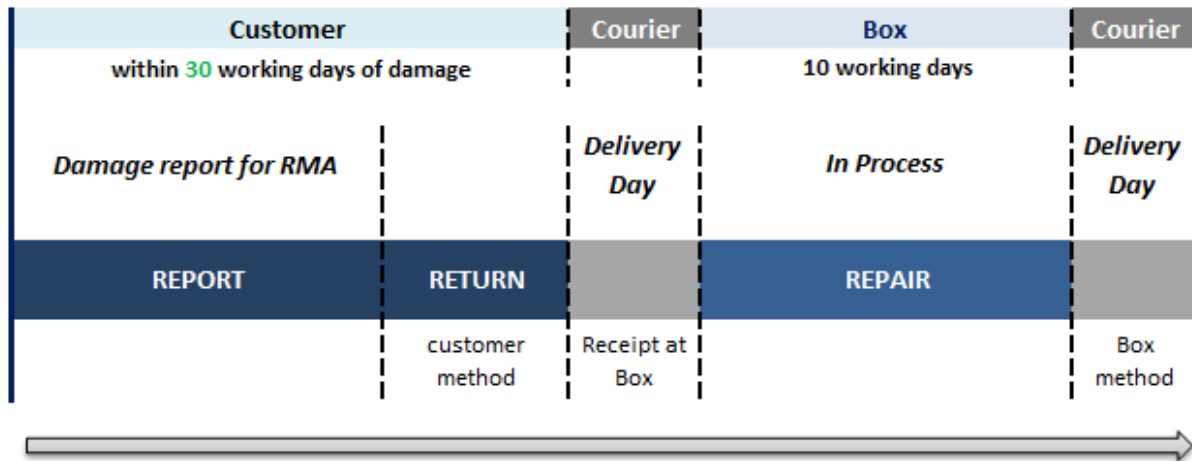 Customer
Courier
Box
Courier
within 30 working days of damage
10 working days
Damage report for RMA
Delivery
Day
In Process
Delivery
Day
REPORT
RETURN
REPAIR
customer
method
Receipt at
Box
Box
method